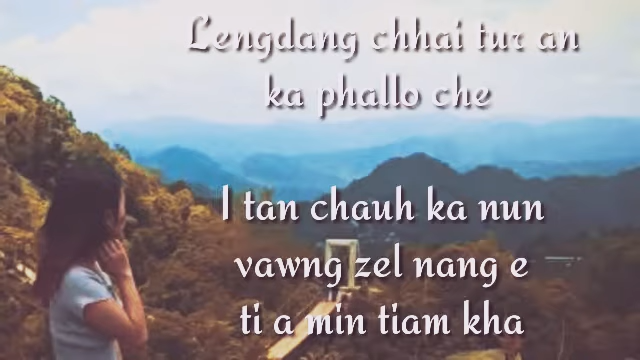 Lengdang chhai tur an
ka phallo che
I tan chauh ka nun
vawng zel nang e
ti a min tiam kha